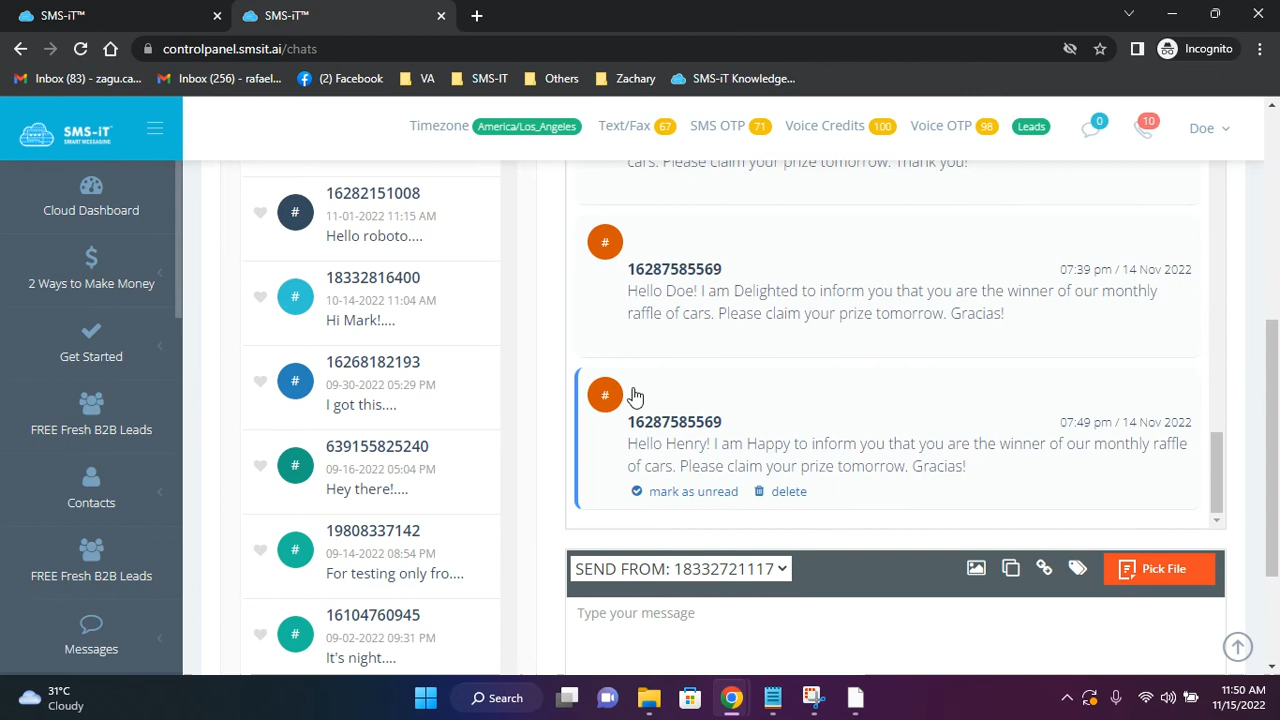 SMS-iT™
SMS-iT™
controlpanel.smsit.ai/chats
Incognito
Inbox (83) - zagu.ca...
Inbox (256) - rafael...
(2) Facebook
VA
SMS-IT
Others
Zachary
SMS-iT Knowledge...
SMS-iT
SMART MESSAGING
Timezone America/Los_Angeles
Text/Fax 67
SMS OTP 71
Voice Credits 100
Voice OTP 98
Leads
0
10
Doe
Cloud Dashboard
2 Ways to Make Money
Get Started
FREE Fresh B2B Leads
Contacts
FREE Fresh B2B Leads
Messages
#
16282151008
11-01-2022 11:15 AM
Hello roboto....
#
18332816400
10-14-2022 11:04 AM
Hi Mark!....
#
16268182193
09-30-2022 05:29 PM
I got this....
#
639155825240
09-16-2022 05:04 PM
Hey there!....
#
19808337142
09-14-2022 08:54 PM
For testing only fro....
#
16104760945
09-02-2022 09:31 PM
It's night....
cars. Please claim your prize tomorrow. Thank you!
#
16287585569
07:39 pm / 14 Nov 2022
Hello Doe! I am Delighted to inform you that you are the winner of our monthly
raffle of cars. Please claim your prize tomorrow. Gracias!
#
16287585569
07:49 pm / 14 Nov 2022
Hello Henry! I am Happy to inform you that you are the winner of our monthly raffle
of cars. Please claim your prize tomorrow. Gracias!
mark as unread
delete
SEND FROM: 18332721117
Pick File
Type your message
31°C
Cloudy
Search
11:50 AM
11/15/2022